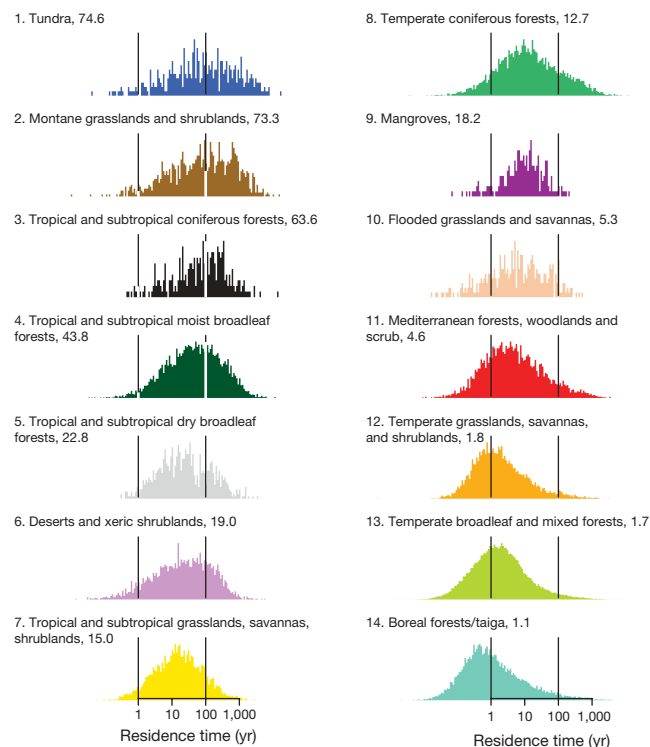 1. Tundra, 74.6
2. Montane grasslands and shrublands, 73.3
3. Tropical and subtropical coniferous forests, 63.6
4. Tropical and subtropical moist broadleaf
forests, 43.8
5. Tropical and subtropical dry broadleaf
forests, 22.8
6. Deserts and xeric shrublands, 19.0
7. Tropical and subtropical grasslands, savannas,
shrublands, 15.0
1 10 100 1,000
Residence time (yr)
8. Temperate coniferous forests, 12.7
9. Mangroves, 18.2
10. Flooded grasslands and savannas, 5.3
11. Mediterranean forests, woodlands and
scrub, 4.6
12. Temperate grasslands, savannas,
and shrublands, 1.8
13. Temperate broadleaf and mixed forests, 1.7
14. Boreal forests/taiga, 1.1
1 10 100 1,000
Residence time (yr)